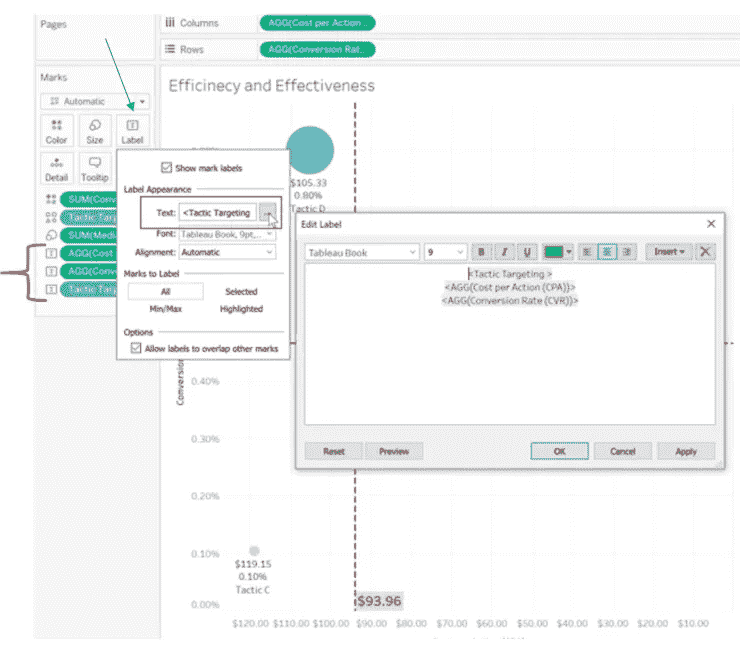 Pages
Columns
AGG(Cost per Action
Rows
AGG(Conversion Rat..
Marks
Automatic
Color
Size
Label
Detail
Tooltip
SUM(Conv
Tactic Targ
SUM(Medi
AGG(Cost
AGG(Conv
Tactic Targ
Efficinecy and Effectiveness
$105.33
0.80%
Tactic D
Show mark labels
Label Appearance
Text:
<Tactic Targeting
...
Font:
Tableau Book, 9pt,...
Alignment:
Automatic
Marks to Label
All
Selected
Min/Max
Highlighted
Options
Allow labels to overlap other marks
Edit Label
Tableau Book
9
B
I
U
Insert
<Tactic Targeting >
<AGG(Cost per Action (CPA))>
<AGG(Conversion Rate (CVR))>
Reset
Preview
OK
Cancel
Apply
Conversion
0.40%
0.30%
0.20%
0.10%
0.00%
$119.15
0.10%
Tactic C
$93.96
$120.00
$110.00
$100.00
$90.00
$80.00
$70.00
$60.00
$50.00
$40.00
$30.00
$20.00
$10.00